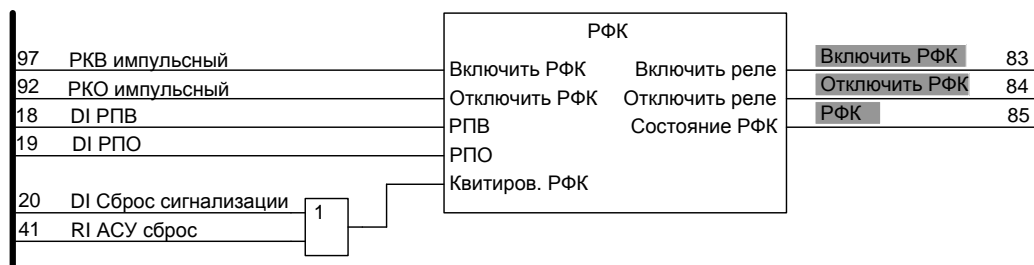 РФК
97 РКВ импульсный
92 РКО импульсный
18 DI РПВ
19 DI РПО
20 DI Сброс сигнализации
41 RI АСУ сброс
1
Включить РФК
Отключить РФК
РПВ
РПО
Квитиров. РФК
Включить реле
Отключить реле
Состояние РФК
Включить РФК 83
Отключить РФК 84
РФК 85